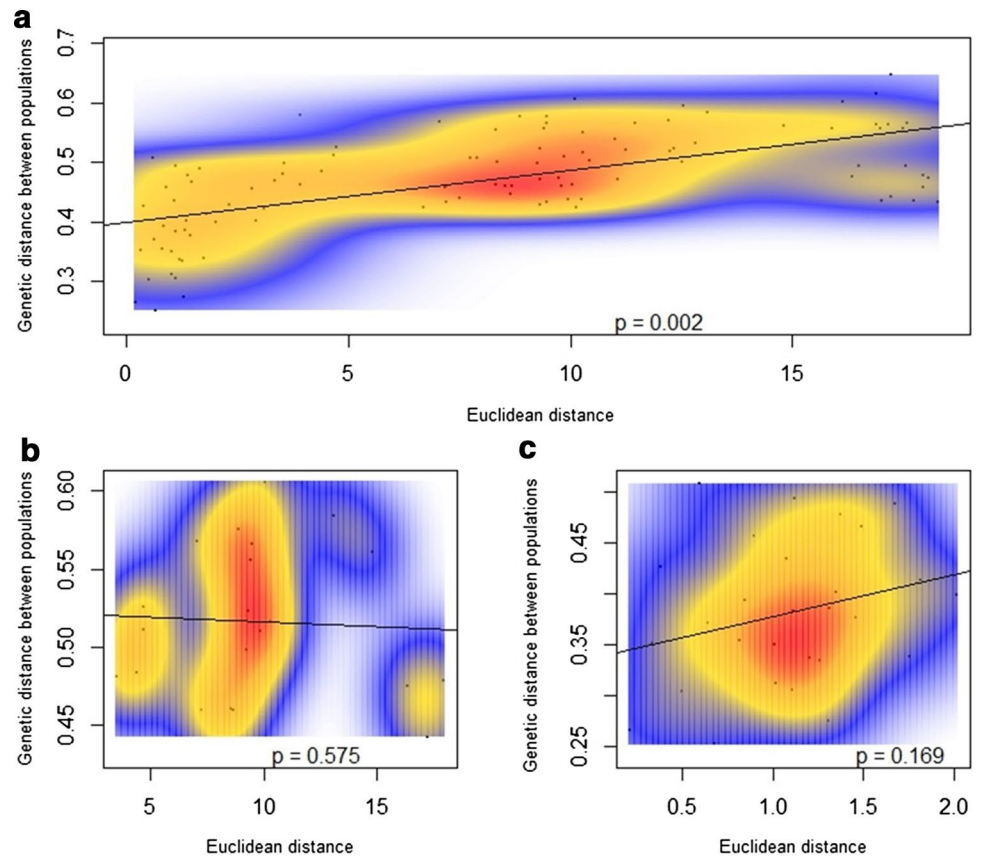 a
Genetic distance between populations
0.7
0.6
0.5
0.4
0.3
p = 0.002
0
5
10
15
Euclidean distance
b
Genetic distance between populations
0.60
0.55
0.50
0.45
p = 0.575
5
10
15
Euclidean distance
c
Genetic distance between populations
0.45
0.35
0.25
p = 0.169
0.5
1.0
1.5
2.0
Euclidean distance